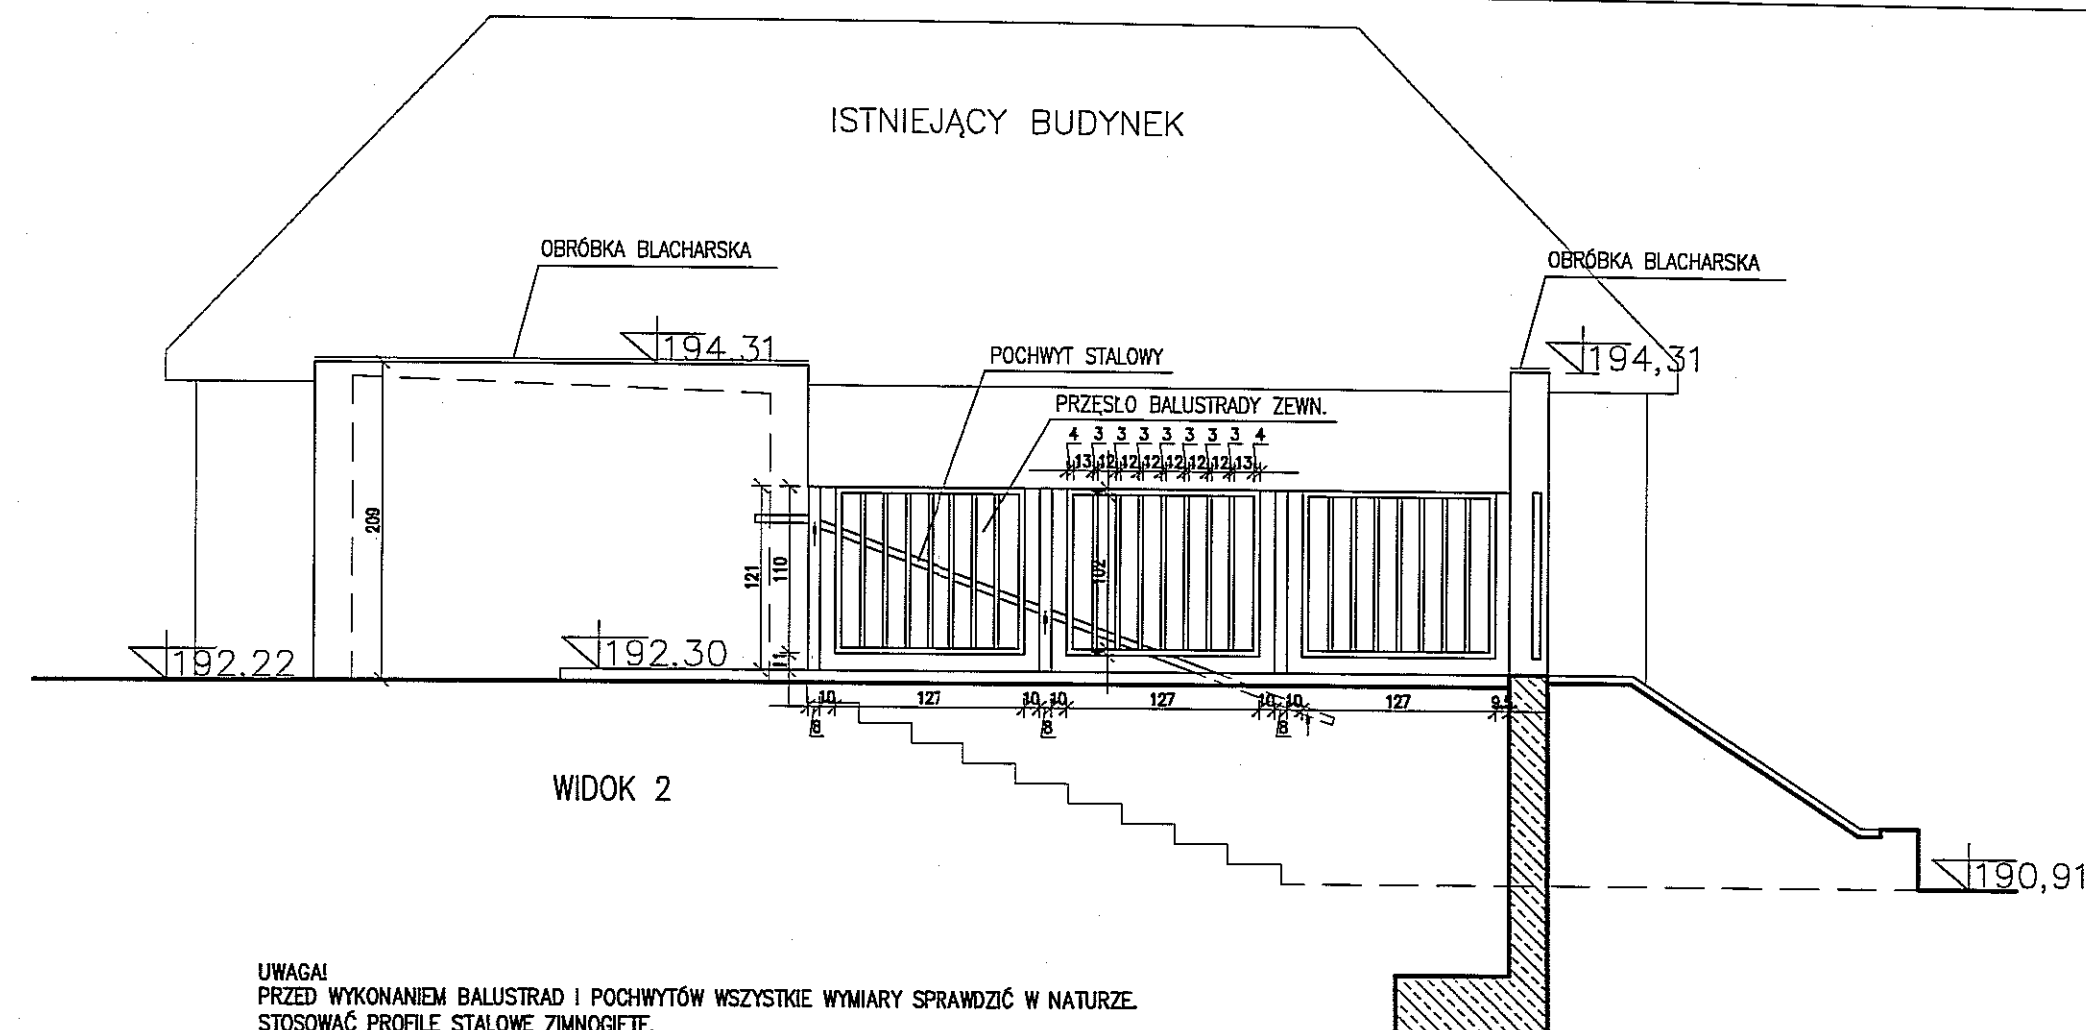 ISTNIEJĄCY BUDYNEK
OBRÓBKA BLACHARSKA
OBRÓBKA BLACHARSKA
194.31
194,31
POCHWYT STALOWY
PRZĘSŁO BALUSTRADY ZEWN.
4 3 3 3 3 3 3 3 4
13 12 12 12 12 12 12 13
209
121
110
102
11
192.22
192.30
10 127 10 10 127 10 10 127 9.5
8 8 8
WIDOK 2
190,91
UWAGA!
PRZED WYKONANIEM BALUSTRAD I POCHWYTÓW WSZYSTKIE WYMIARY SPRAWDZIĆ W NATURZE.
STOSOWAĆ PROFILE STALOWE ZIMNOGIĘTE.